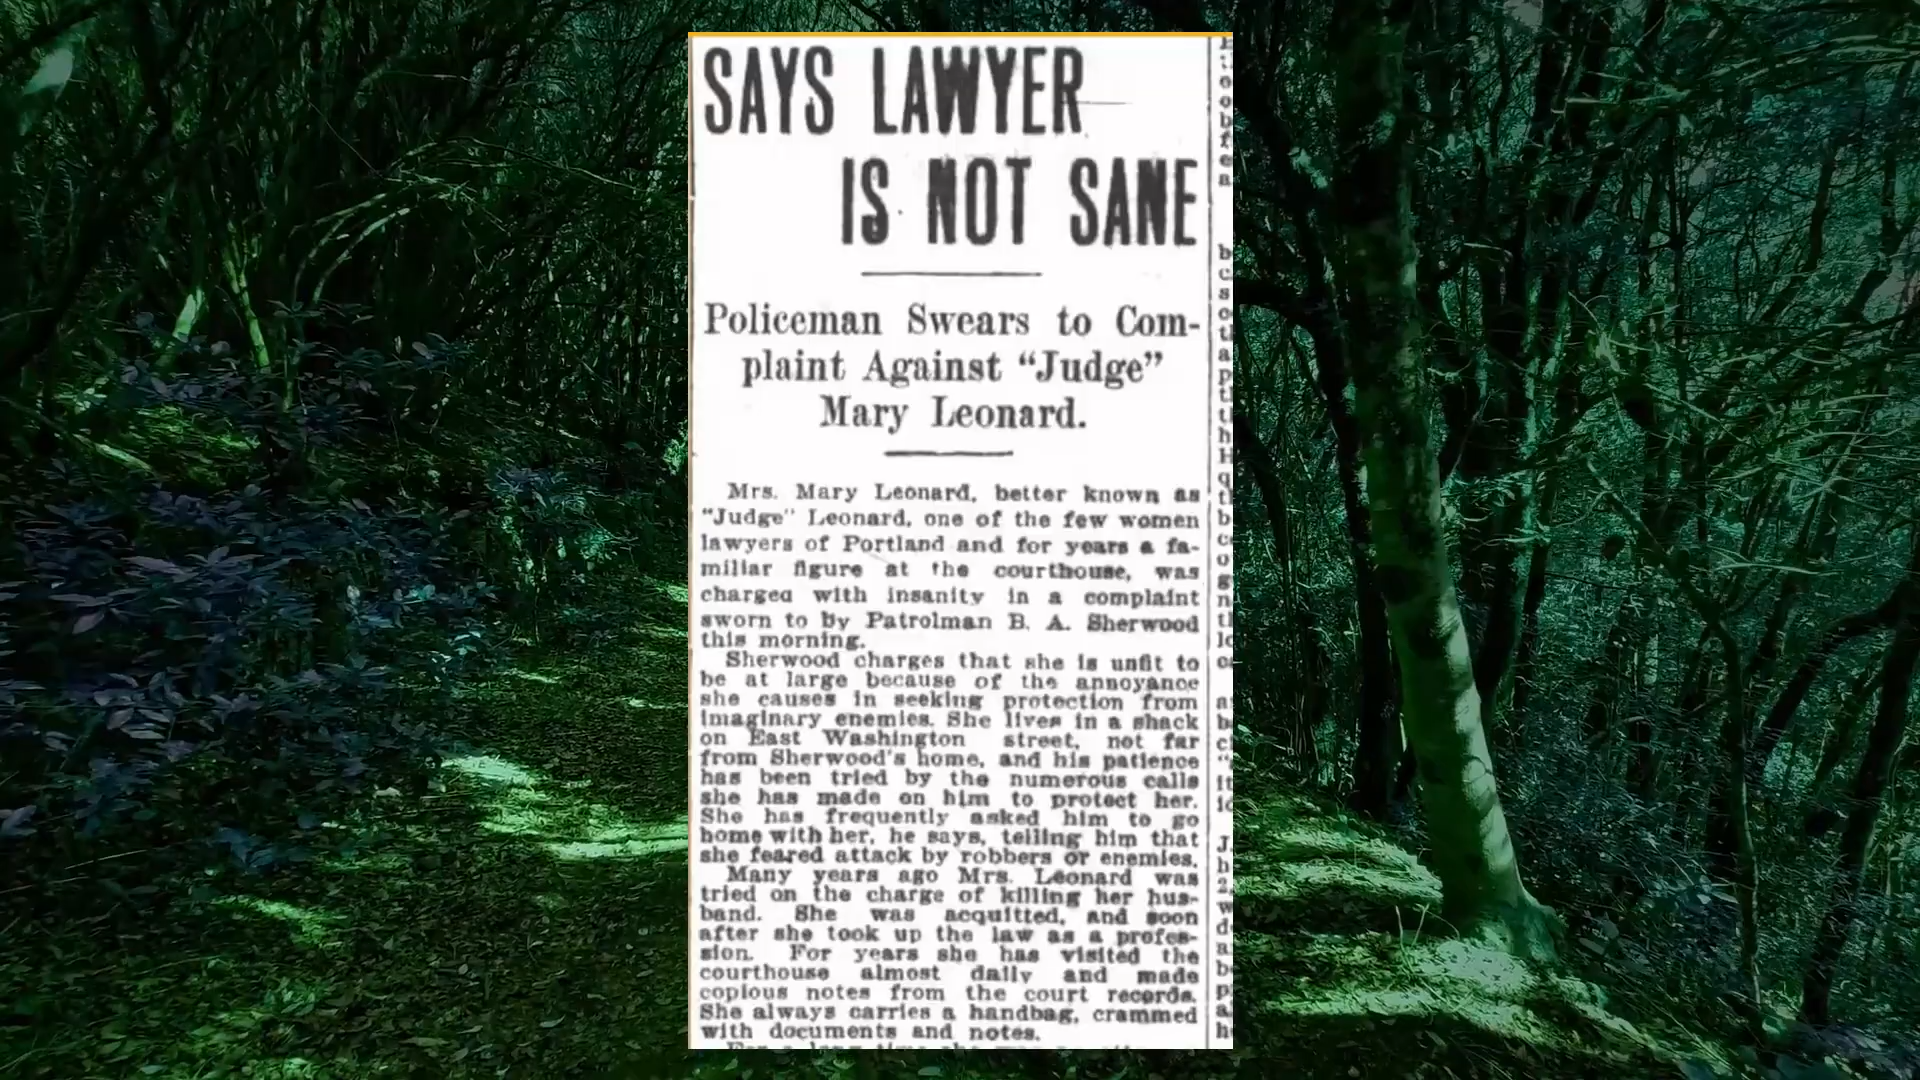 SAYS LAWYER
IS NOT SANE
Policeman Swears to Com-
plaint Against “Judge”
Mary Leonard.
Mrs. Mary Leonard, better known as
"Judge" Leonard, one of the few women
lawyers of Portland and for years a fa-
miliar figure at the courthouse, was
charged with insanity in a complaint
sworn to by Patrolman B. A. Sherwood
this morning.
Sherwood charges that she is unfit to
be at large because of the annoyance
she causes in seeking protection from
imaginary enemies. She lives in a shack
on East Washington street, not far
from Sherwood's home, and his patience
has been tried by the numerous calls
she has made on him to protect her.
She has frequently asked him to go
home with her, he says, telling him that
she feared attack by robbers or enemies.
Many years ago Mrs. Leonard was
tried on the charge of killing her hus-
band. She was acquitted, and soon
after she took up the law as a profes-
sion. For years she has visited the
courthouse almost daily and made
copious notes from the court records.
She always carries a handbag, crammed
with documents and notes.